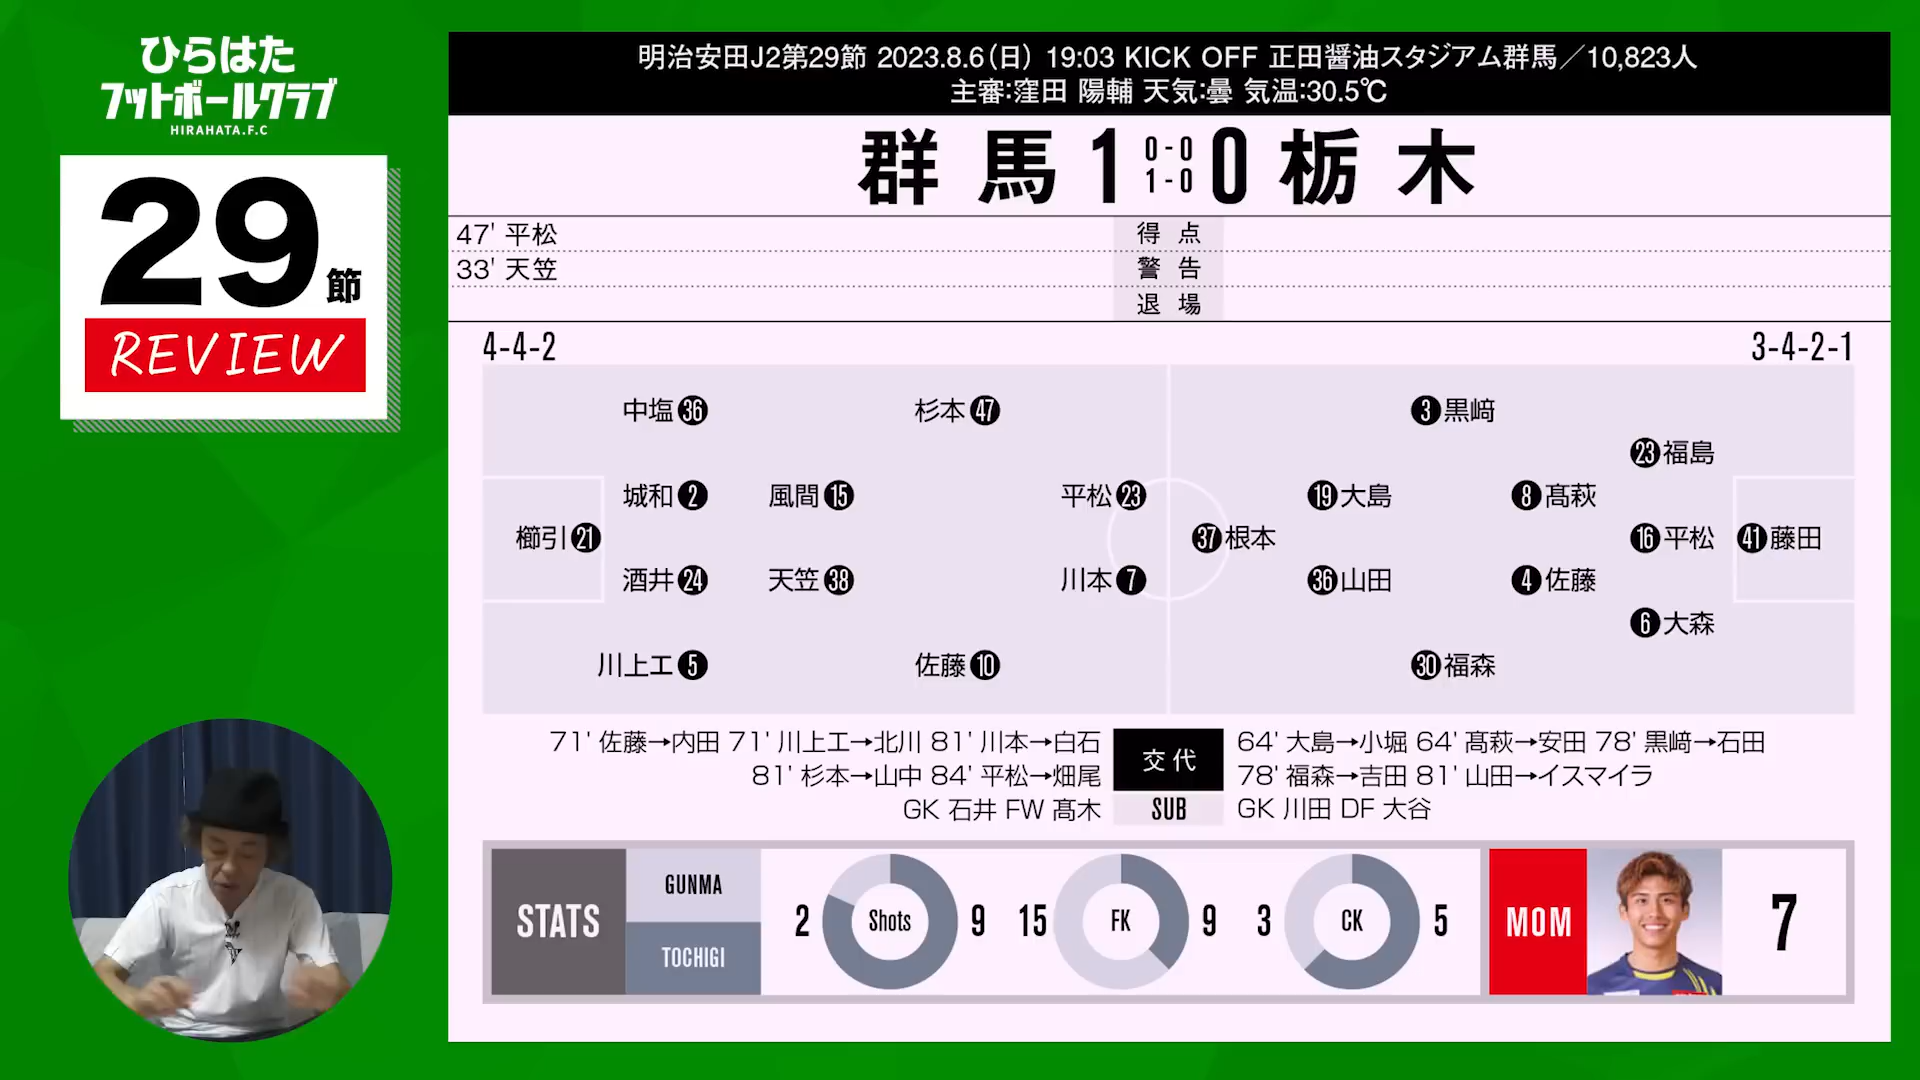 ひらはた
フットボールクラブ
HIRAHATA.F.C
29節
REVIEW
明治安田J2第29節 2023.8.6(日) 19:03 KICK OFF 正田醤油スタジアム群馬／10,823人
主審:窪田 陽輔 天気:曇 気温:30.5℃
群馬 1 0-0 1-0 0 栃木
47' 平松 得点
33' 天笠 警告
退場
4-4-2 3-4-2-1
中塩 36 杉本 47 3 黒﨑
23 福島
城和 2 風間 15 平松 23 19 大島 8 髙萩
櫛引 21 37 根本 16 平松 41 藤田
酒井 24 天笠 38 川本 7 36 山田 4 佐藤
6 大森
川上エ 5 佐藤 10 30 福森
71' 佐藤→内田 71' 川上エ→北川 81' 川本→白石
81' 杉本→山中 84' 平松→畑尾
交代
64' 大島→小堀 64' 髙萩→安田 78' 黒﨑→石田
78' 福森→吉田 81' 山田→イスマイラ
GK 石井 FW 髙木 SUB GK 川田 DF 大谷
STATS
GUNMA
TOCHIGI
2 Shots 9 15 FK 9 3 CK 5
MOM 7